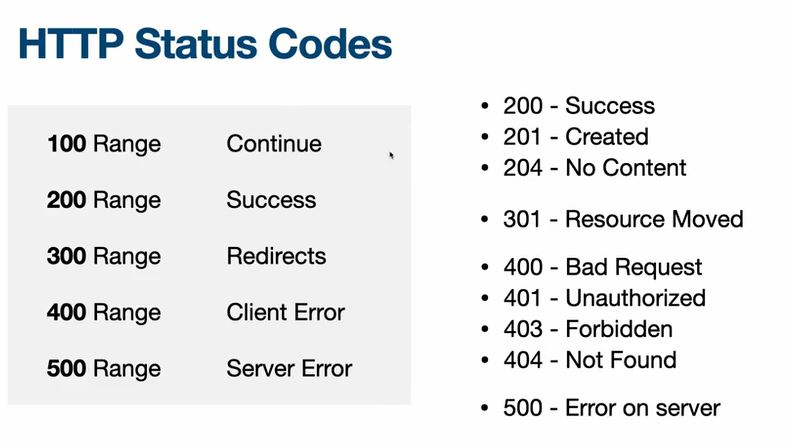 HTTP Status Codes
100 Range Continue
200 Range Success
300 Range Redirects
400 Range Client Error
500 Range Server Error
• 200 - Success
• 201 - Created
• 204 - No Content
• 301 - Resource Moved
• 400 - Bad Request
• 401 - Unauthorized
• 403 - Forbidden
• 404 - Not Found
• 500 - Error on server